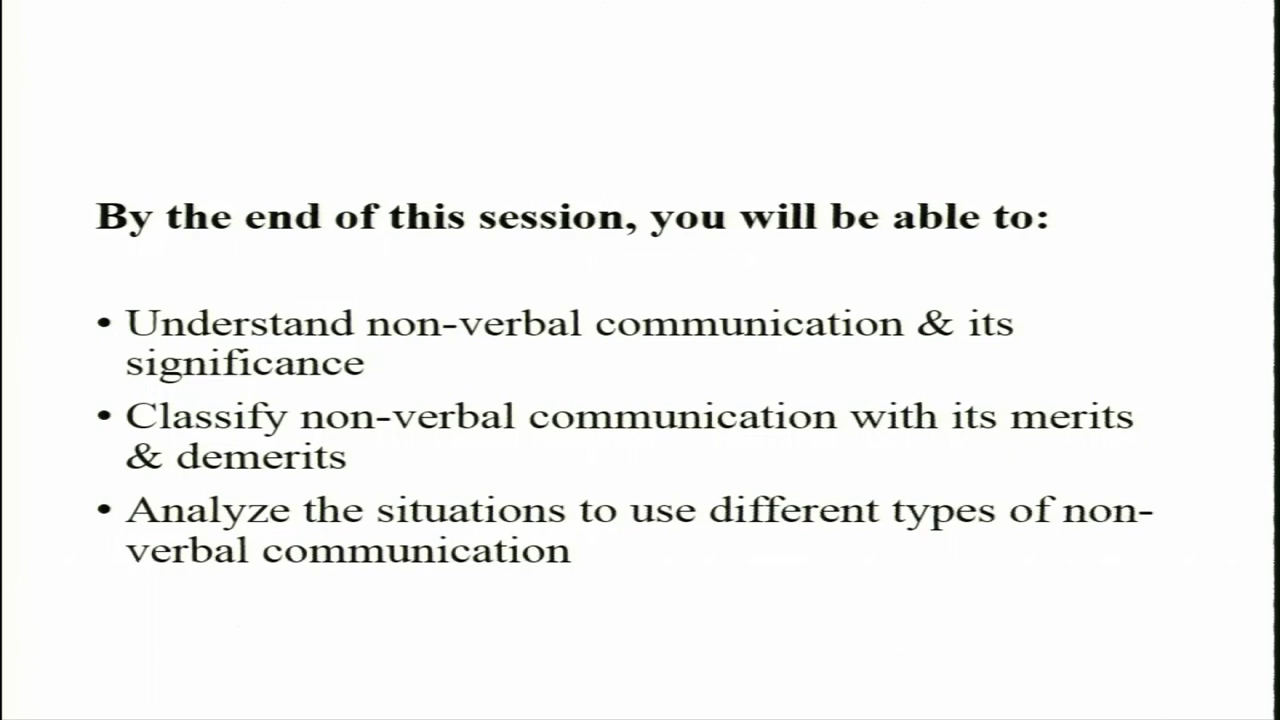 By the end of this session, you will be able to:
• Understand non-verbal communication & its
significance
• Classify non-verbal communication with its merits
& demerits
• Analyze the situations to use different types of non-
verbal communication